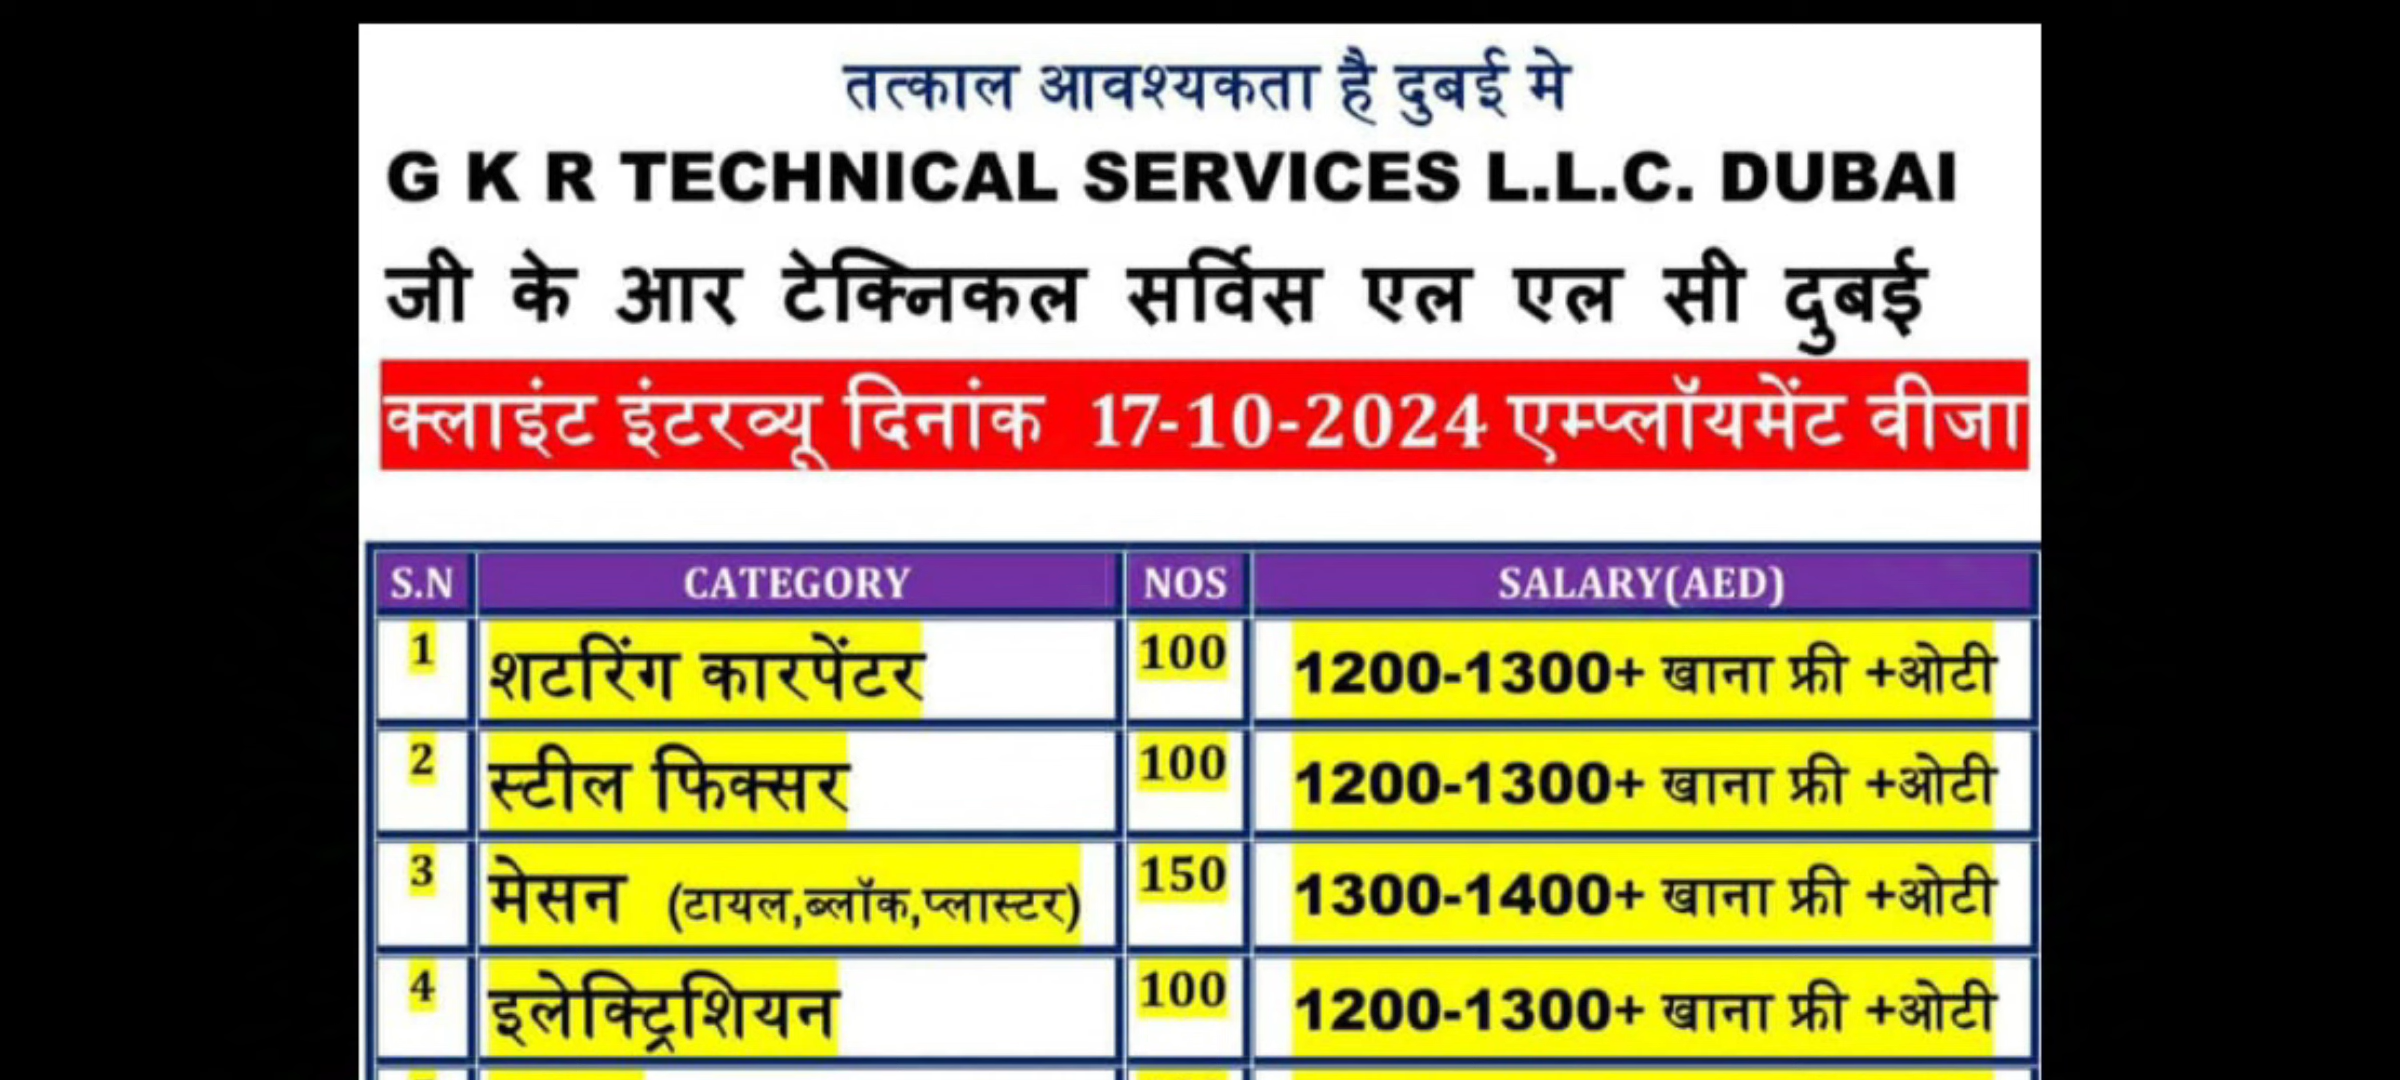 तत्काल आवश्यकता है दुबई मे
G K R TECHNICAL SERVICES L.L.C. DUBAI
जी के आर टेक्निकल सर्विस एल एल सी दुबई
क्लाइंट इंटरव्यू दिनांक 17-10-2024 एम्प्लॉयमेंट वीजा
S.N CATEGORY NOS SALARY(AED)
1 शटरिंग कारपेंटर 100 1200-1300+ खाना फ्री +ओटी
2 स्टील फिक्सर 100 1200-1300+ खाना फ्री +ओटी
3 मेसन (टायल,ब्लॉक,प्लास्टर) 150 1300-1400+ खाना फ्री +ओटी
4 इलेक्ट्रिशियन 100 1200-1300+ खाना फ्री +ओटी